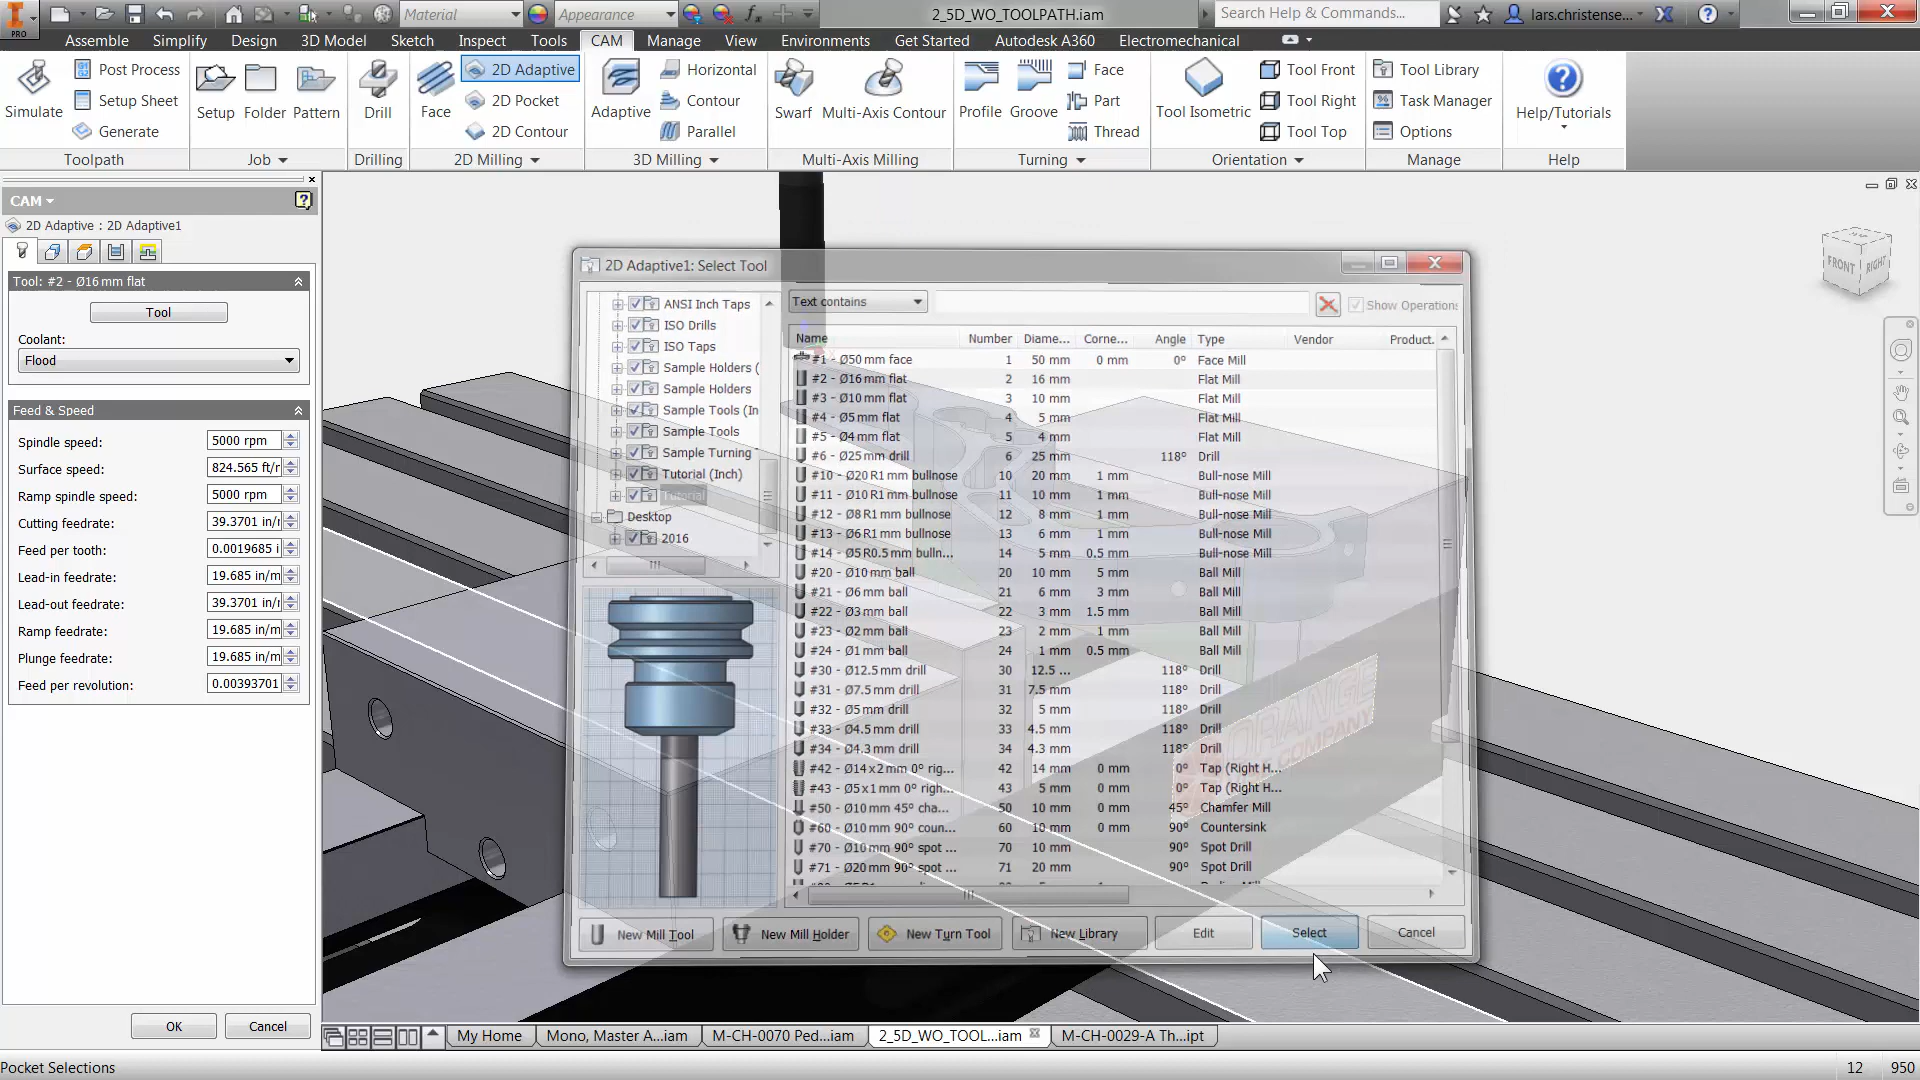 PRO
Material
Appearance
2_5D_WO_TOOLPATH.iam
Search Help & Commands...
lars.christense...
Assemble Simplify Design 3D Model Sketch Inspect Tools CAM Manage View Environments Get Started Autodesk A360 Electromechanical
Simulate
Post Process
Setup Sheet
Generate
Toolpath
Setup Folder Pattern
Job
Drill
Drilling
Face
2D Adaptive
2D Pocket
2D Contour
2D Milling
Adaptive
Horizontal
Contour
Parallel
3D Milling
Swarf Multi-Axis Contour
Multi-Axis Milling
Profile Groove
Face
Part
Thread
Turning
Tool Isometric
Tool Front
Tool Right
Tool Top
Orientation
Tool Library
Task Manager
Options
Manage
Help/Tutorials
Help
CAM
2D Adaptive : 2D Adaptive1
Tool: #2 - Ø16 mm flat
Tool
Coolant:
Flood
Feed & Speed
Spindle speed: 5000 rpm
Surface speed: 824.565 ft/r
Ramp spindle speed: 5000 rpm
Cutting feedrate: 39.3701 in/
Feed per tooth: 0.0019685 i
Lead-in feedrate: 19.685 in/m
Lead-out feedrate: 39.3701 in/
Ramp feedrate: 19.685 in/m
Plunge feedrate: 19.685 in/m
Feed per revolution: 0.00393701
OK Cancel
2D Adaptive1: Select Tool
ANSI Inch Taps
ISO Drills
ISO Taps
Sample Holders (
Sample Holders
Sample Tools (In
Sample Tools
Sample Turning
Tutorial (Inch)
Tutorial
Desktop
2016
Text contains
Show Operations
Name Number Diame... Corne... Angle Type Vendor Product.
#1 - Ø50 mm face 1 50 mm 0 mm 0° Face Mill
#2 - Ø16 mm flat 2 16 mm Flat Mill
#3 - Ø10 mm flat 3 10 mm Flat Mill
#4 - Ø5 mm flat 4 5 mm Flat Mill
#5 - Ø4 mm flat 5 4 mm Flat Mill
#6 - Ø25 mm drill 6 25 mm 118° Drill
#10 - Ø20 R1 mm bullnose 10 20 mm 1 mm Bull-nose Mill
#11 - Ø10 R1 mm bullnose 11 10 mm 1 mm Bull-nose Mill
#12 - Ø8 R1 mm bullnose 12 8 mm 1 mm Bull-nose Mill
#13 - Ø6 R1 mm bullnose 13 6 mm 1 mm Bull-nose Mill
#14 - Ø5 R0.5 mm bulln... 14 5 mm 0.5 mm Bull-nose Mill
#20 - Ø10 mm ball 20 10 mm 5 mm Ball Mill
#21 - Ø6 mm ball 21 6 mm 3 mm Ball Mill
#22 - Ø3 mm ball 22 3 mm 1.5 mm Ball Mill
#23 - Ø2 mm ball 23 2 mm 1 mm Ball Mill
#24 - Ø1 mm ball 24 1 mm 0.5 mm Ball Mill
#30 - Ø12.5 mm drill 30 12.5 ... 118° Drill
#31 - Ø7.5 mm drill 31 7.5 mm 118° Drill
#32 - Ø5 mm drill 32 5 mm 118° Drill
#33 - Ø4.5 mm drill 33 4.5 mm 118° Drill
#34 - Ø4.3 mm drill 34 4.3 mm 118° Drill
#42 - Ø14 x 2 mm 0° rig... 42 14 mm 0 mm 0° Tap (Right H...
#43 - Ø5 x 1 mm 0° righ... 43 5 mm 0 mm 0° Tap (Right H...
#50 - Ø10 mm 45° cha... 50 10 mm 0 mm 45° Chamfer Mill
#60 - Ø10 mm 90° coun... 60 10 mm 0 mm 90° Countersink
#70 - Ø10 mm 90° spot ... 70 10 mm 90° Spot Drill
#71 - Ø20 mm 90° spot ... 71 20 mm 90° Spot Drill
New Mill Tool New Mill Holder New Turn Tool New Library Edit Select Cancel
ORANGE
COMPANY
FRONT RIGHT
My Home Mono, Master A...iam M-CH-0070 Ped...iam 2_5D_WO_TOOL...iam M-CH-0029-A Th...ipt
Pocket Selections 12 950